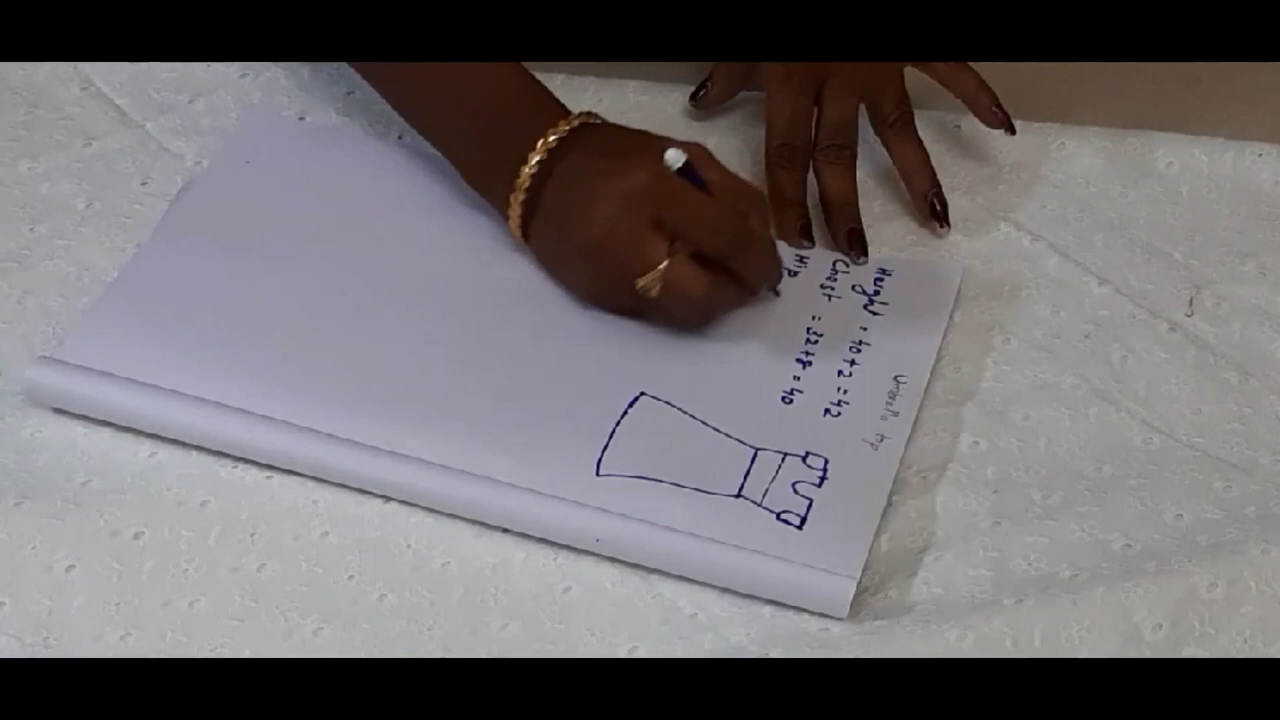 Umbrella top
Height = 40+2 = 42
Chest = 32+8 = 40
Hip